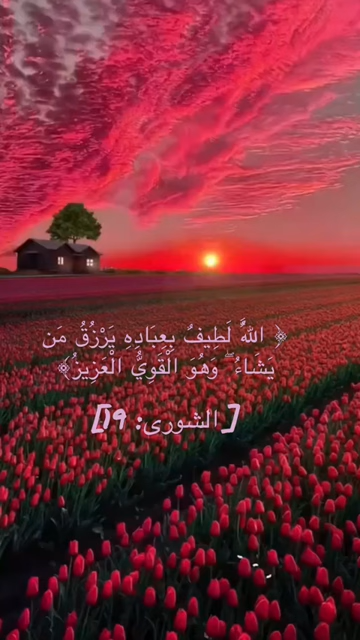 ﴿ اللَّهُ لَطِيفٌ بِعِبَادِهِ يَرْزُقُ مَن
يَشَاءُ ۖ وَهُوَ الْقَوِيُّ الْعَزِيزُ﴾
[الشورى: ١٩]